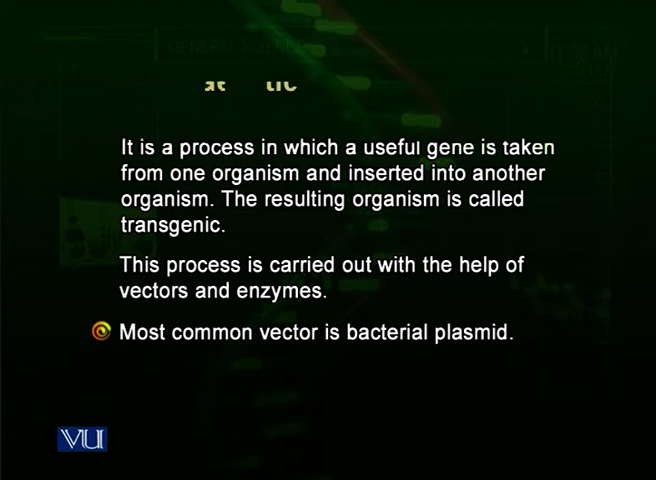 It is a process in which a useful gene is taken
from one organism and inserted into another
organism. The resulting organism is called
transgenic.
This process is carried out with the help of
vectors and enzymes.
Most common vector is bacterial plasmid.
VU